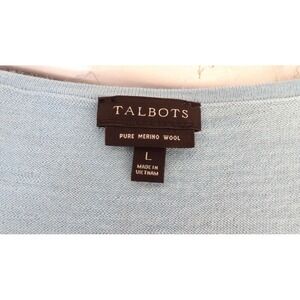 TALBOTS
PURE MERINO WOOL
L
MADE IN
VIETNAM